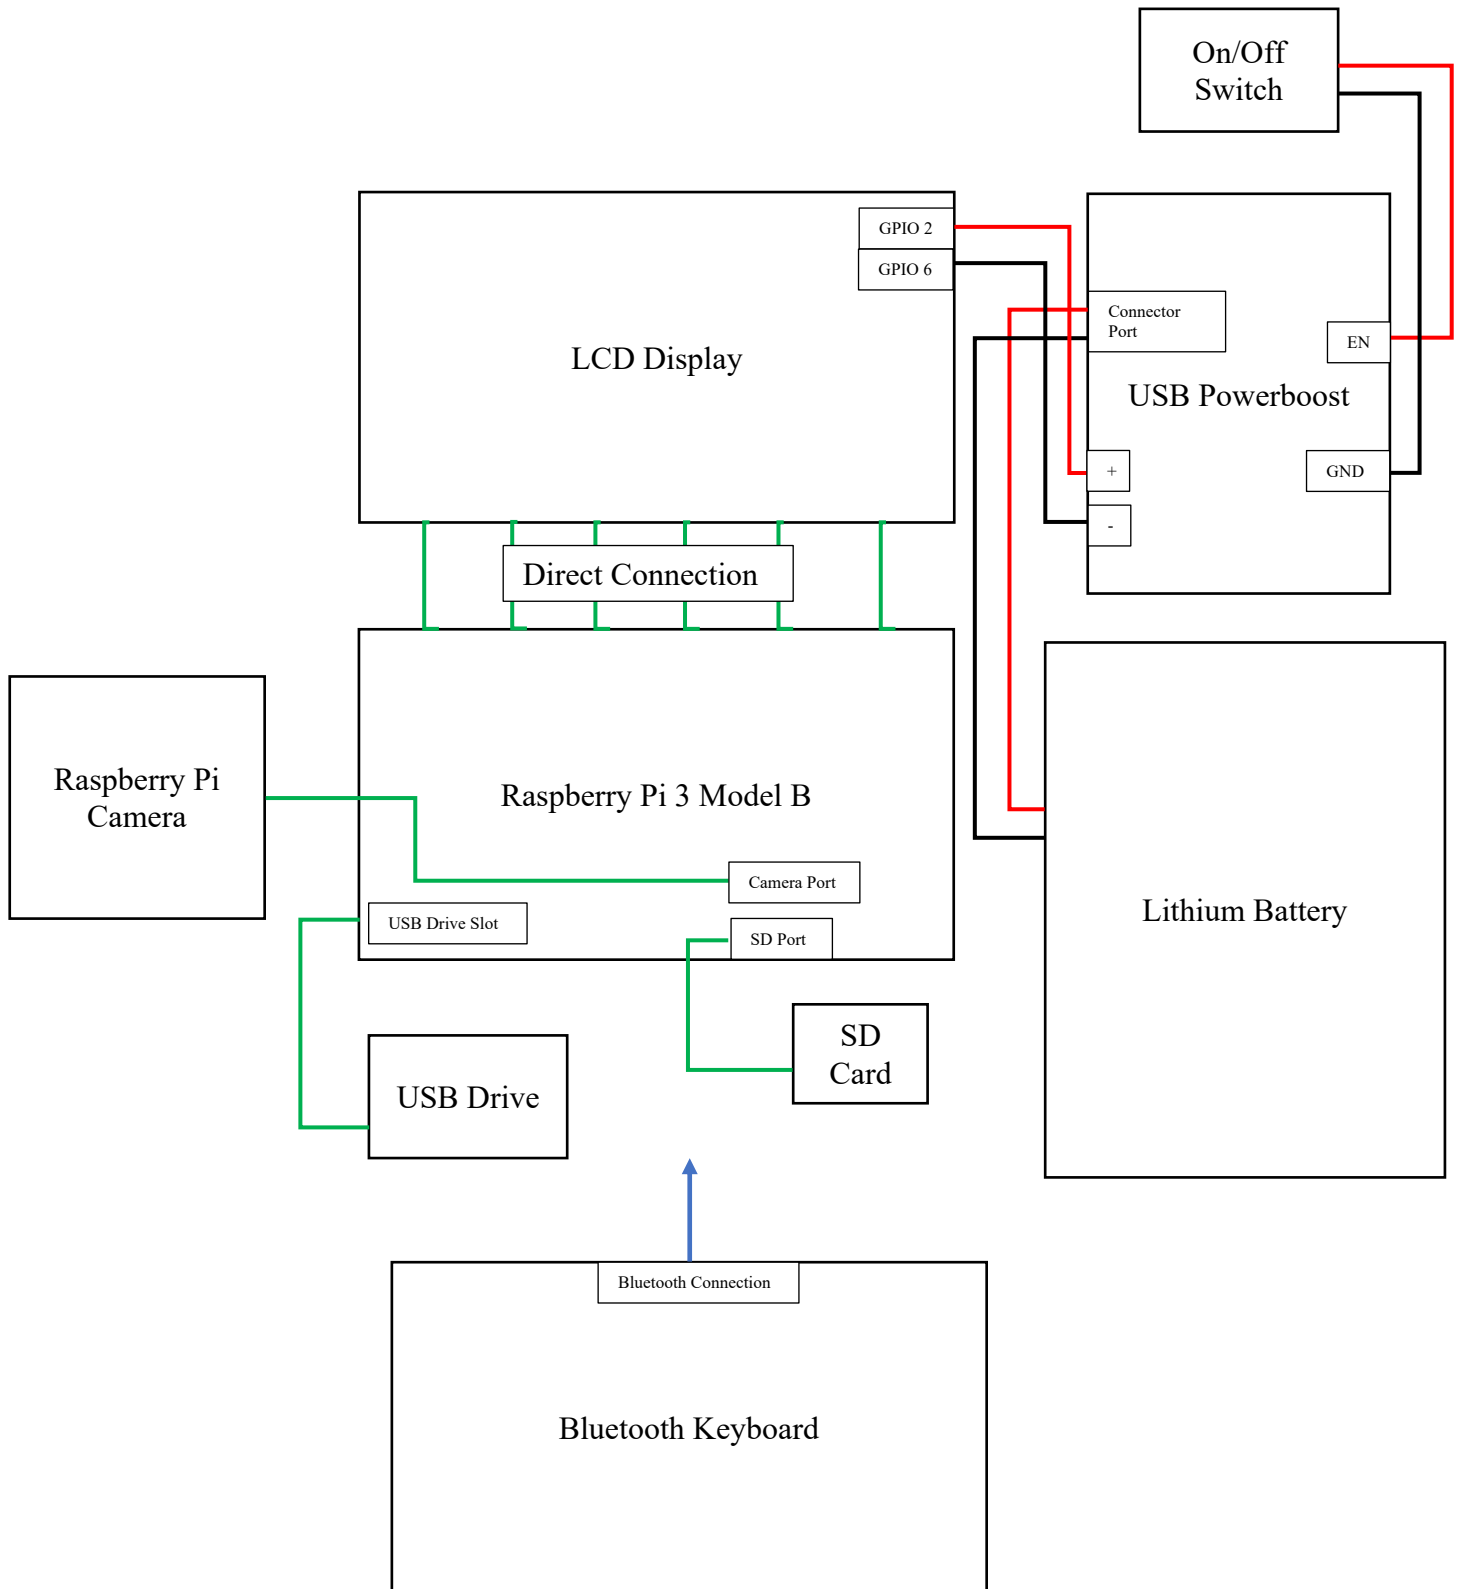 On/Off
Switch
GPIO 2
GPIO 6
LCD Display
Connector
Port
EN
USB Powerboost
+
GND
-
Direct Connection
Raspberry Pi
Camera
Raspberry Pi 3 Model B
Camera Port
USB Drive Slot
SD Port
Lithium Battery
SD
Card
USB Drive
Bluetooth Connection
Bluetooth Keyboard